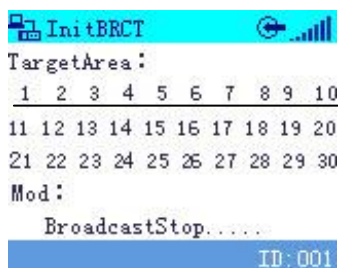 InitBRCT
TargetArea:
1 2 3 4 5 6 7 8 9 10
11 12 13 14 15 16 17 18 19 20
21 22 23 24 25 26 27 28 29 30
Mod:
BroadcastStop.....
ID:001